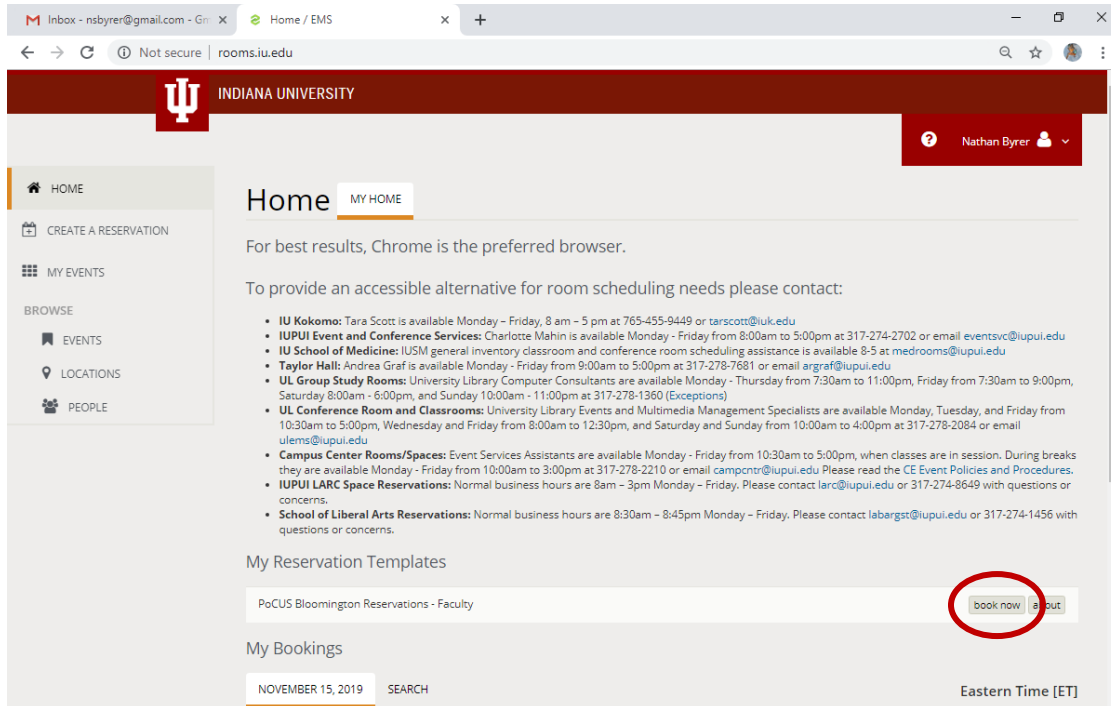 Inbox - nsbyrer@gmail.com - Gm
Home / EMS
Not secure | rooms.iu.edu
INDIANA UNIVERSITY
Nathan Byrer
HOME
CREATE A RESERVATION
MY EVENTS
BROWSE
EVENTS
LOCATIONS
PEOPLE
Home MY HOME
For best results, Chrome is the preferred browser.
To provide an accessible alternative for room scheduling needs please contact:
• IU Kokomo: Tara Scott is available Monday – Friday, 8 am – 5 pm at 765-455-9449 or tarscott@iuk.edu
• IUPUI Event and Conference Services: Charlotte Mahin is available Monday - Friday from 8:00am to 5:00pm at 317-274-2702 or email eventsvc@iupui.edu
• IU School of Medicine: IUSM general inventory classroom and conference room scheduling assistance is available 8-5 at medrooms@iupui.edu
• Taylor Hall: Andrea Graf is available Monday - Friday from 9:00am to 5:00pm at 317-278-7681 or email argraf@iupui.edu
• UL Group Study Rooms: University Library Computer Consultants are available Monday - Thursday from 7:30am to 11:00pm, Friday from 7:30am to 9:00pm,
Saturday 8:00am - 6:00pm, and Sunday 10:00am - 11:00pm at 317-278-1360 (Exceptions)
• UL Conference Room and Classrooms: University Library Events and Multimedia Management Specialists are available Monday, Tuesday, and Friday from
10:30am to 5:00pm, Wednesday and Friday from 8:00am to 12:30pm, and Saturday and Sunday from 10:00am to 4:00pm at 317-278-2084 or email
ulems@iupui.edu
• Campus Center Rooms/Spaces: Event Services Assistants are available Monday - Friday from 10:30am to 5:00pm, when classes are in session. During breaks
they are available Monday - Friday from 10:00am to 3:00pm at 317-278-2210 or email campcntr@iupui.edu Please read the CE Event Policies and Procedures.
• IUPUI LARC Space Reservations: Normal business hours are 8am – 3pm Monday – Friday. Please contact larc@iupui.edu or 317-274-8649 with questions or
concerns.
• School of Liberal Arts Reservations: Normal business hours are 8:30am – 8:45pm Monday – Friday. Please contact labargst@iupui.edu or 317-274-1456 with
questions or concerns.
My Reservation Templates
PoCUS Bloomington Reservations - Faculty
book now about
My Bookings
NOVEMBER 15, 2019 SEARCH
Eastern Time [ET]